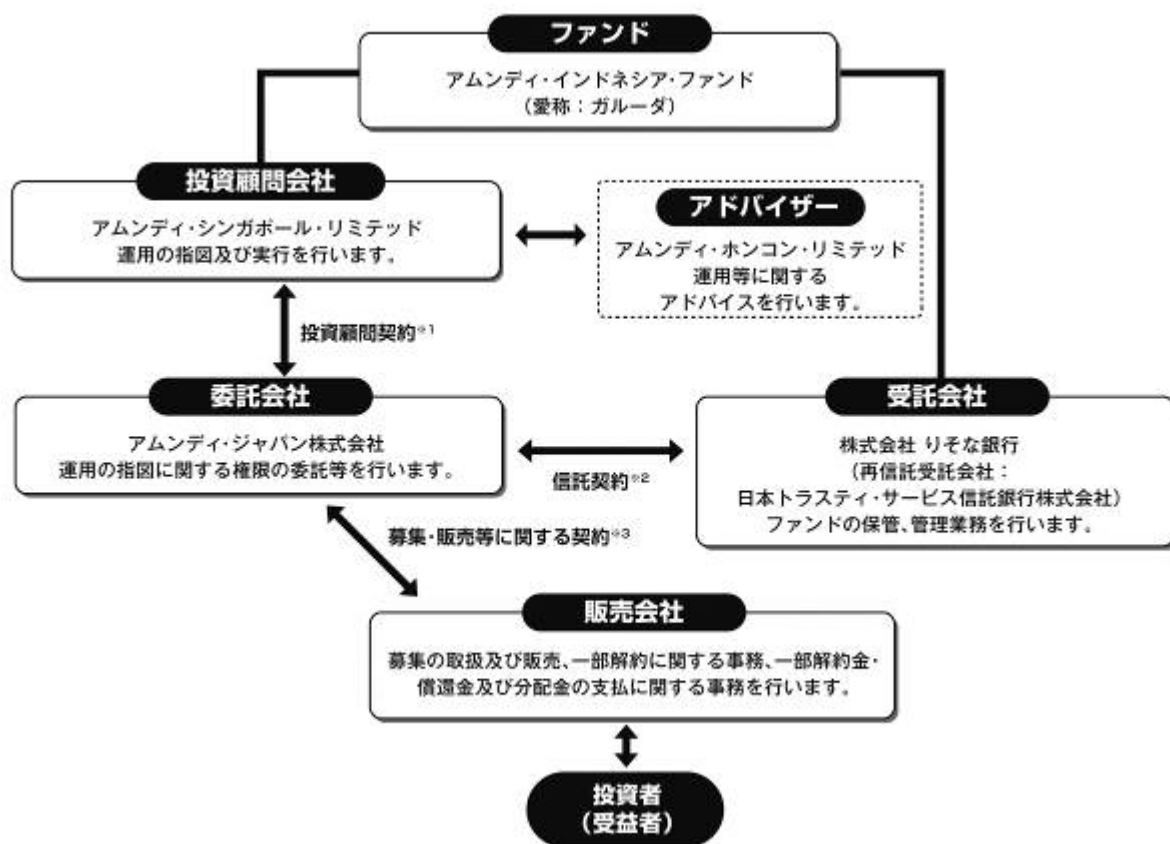 ファンド
アムンディ・インドネシア・ファンド
（愛称：ガルーダ）
投資顧問会社
アムンディ・シンガポール・リミテッド
運用の指図及び実行を行います。
アドバイザー
アムンディ・ホンコン・リミテッド
運用等に関する
アドバイスを行います。
投資顧問契約※1
委託会社
アムンディ・ジャパン株式会社
運用の指図に関する権限の委託等を行います。
信託契約※2
受託会社
株式会社 りそな銀行
（再信託受託会社：
日本トラスティ・サービス信託銀行株式会社）
ファンドの保管、管理業務を行います。
募集・販売等に関する契約※3
販売会社
募集の取扱及び販売、一部解約に関する事務、一部解約金・
償還金及び分配金の支払に関する事務を行います。
投資者
（受益者）